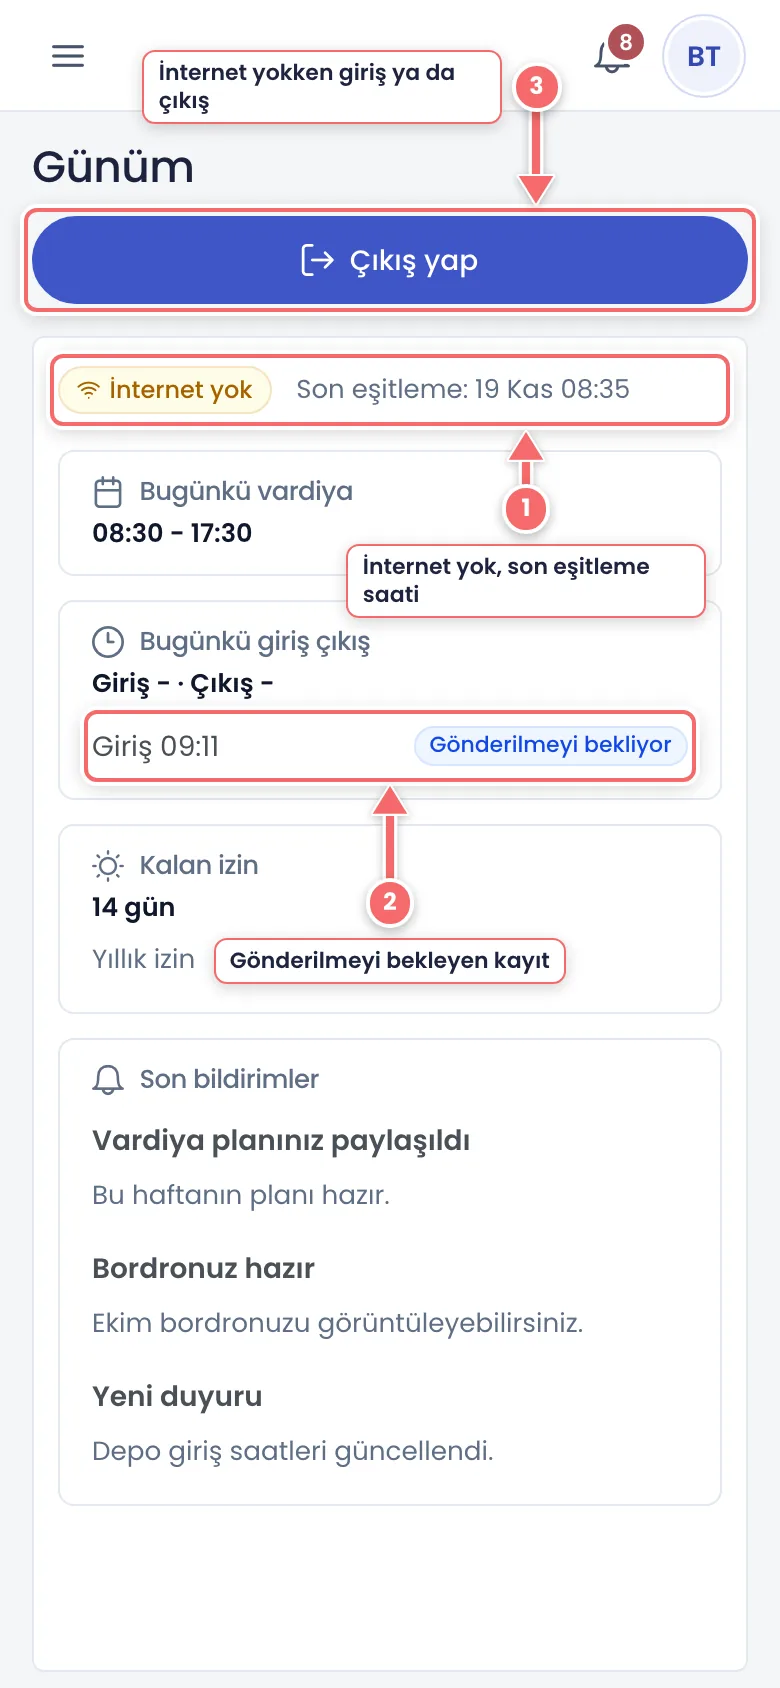 8
BT
İnternet yokken giriş ya da
çıkış
3
Günüm
Çıkış yap
İnternet yok
Son eşitleme: 19 Kas 08:35
1
Bugünkü vardiya
08:30 - 17:30
İnternet yok, son eşitleme
saati
Bugünkü giriş çıkış
Giriş - · Çıkış -
Giriş 09:11
Gönderilmeyi bekliyor
2
Kalan izin
14 gün
Yıllık izin
Gönderilmeyi bekleyen kayıt
Son bildirimler
Vardiya planınız paylaşıldı
Bu haftanın planı hazır.
Bordronuz hazır
Ekim bordronuzu görüntüleyebilirsiniz.
Yeni duyuru
Depo giriş saatleri güncellendi.